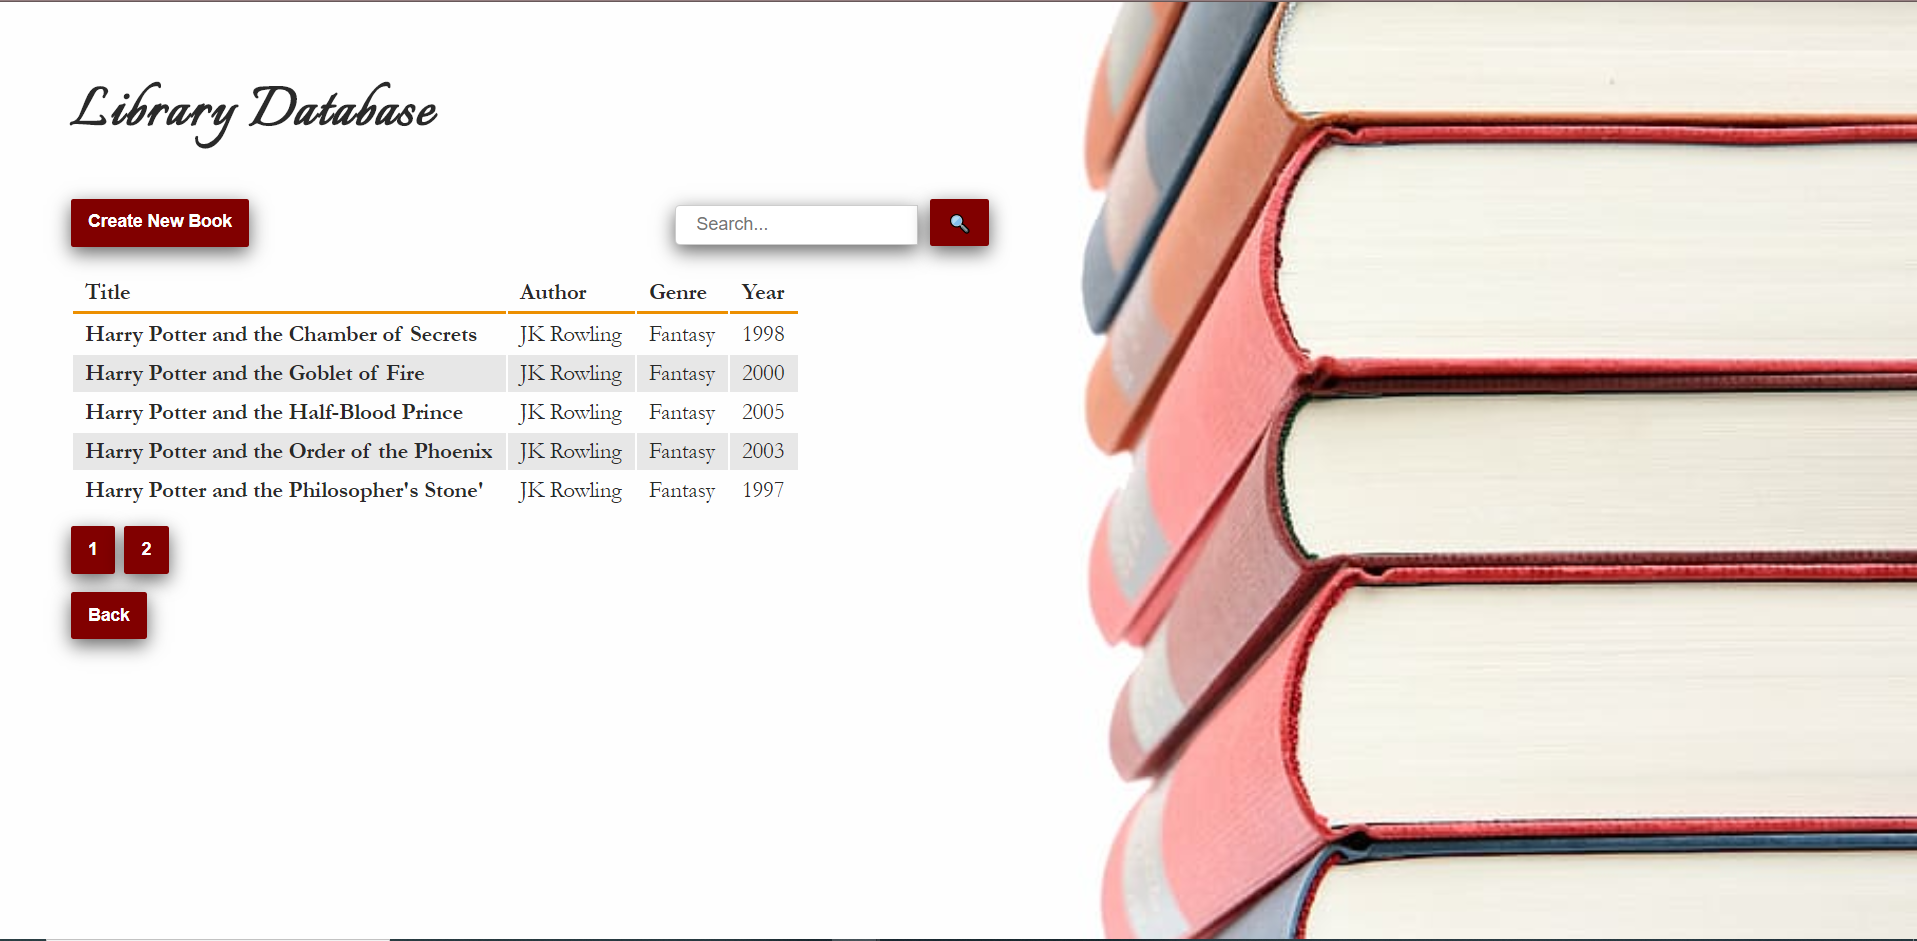 Library Database
Create New Book
Search...
Title Author Genre Year
Harry Potter and the Chamber of Secrets JK Rowling Fantasy 1998
Harry Potter and the Goblet of Fire JK Rowling Fantasy 2000
Harry Potter and the Half-Blood Prince JK Rowling Fantasy 2005
Harry Potter and the Order of the Phoenix JK Rowling Fantasy 2003
Harry Potter and the Philosopher's Stone' JK Rowling Fantasy 1997
1 2
Back